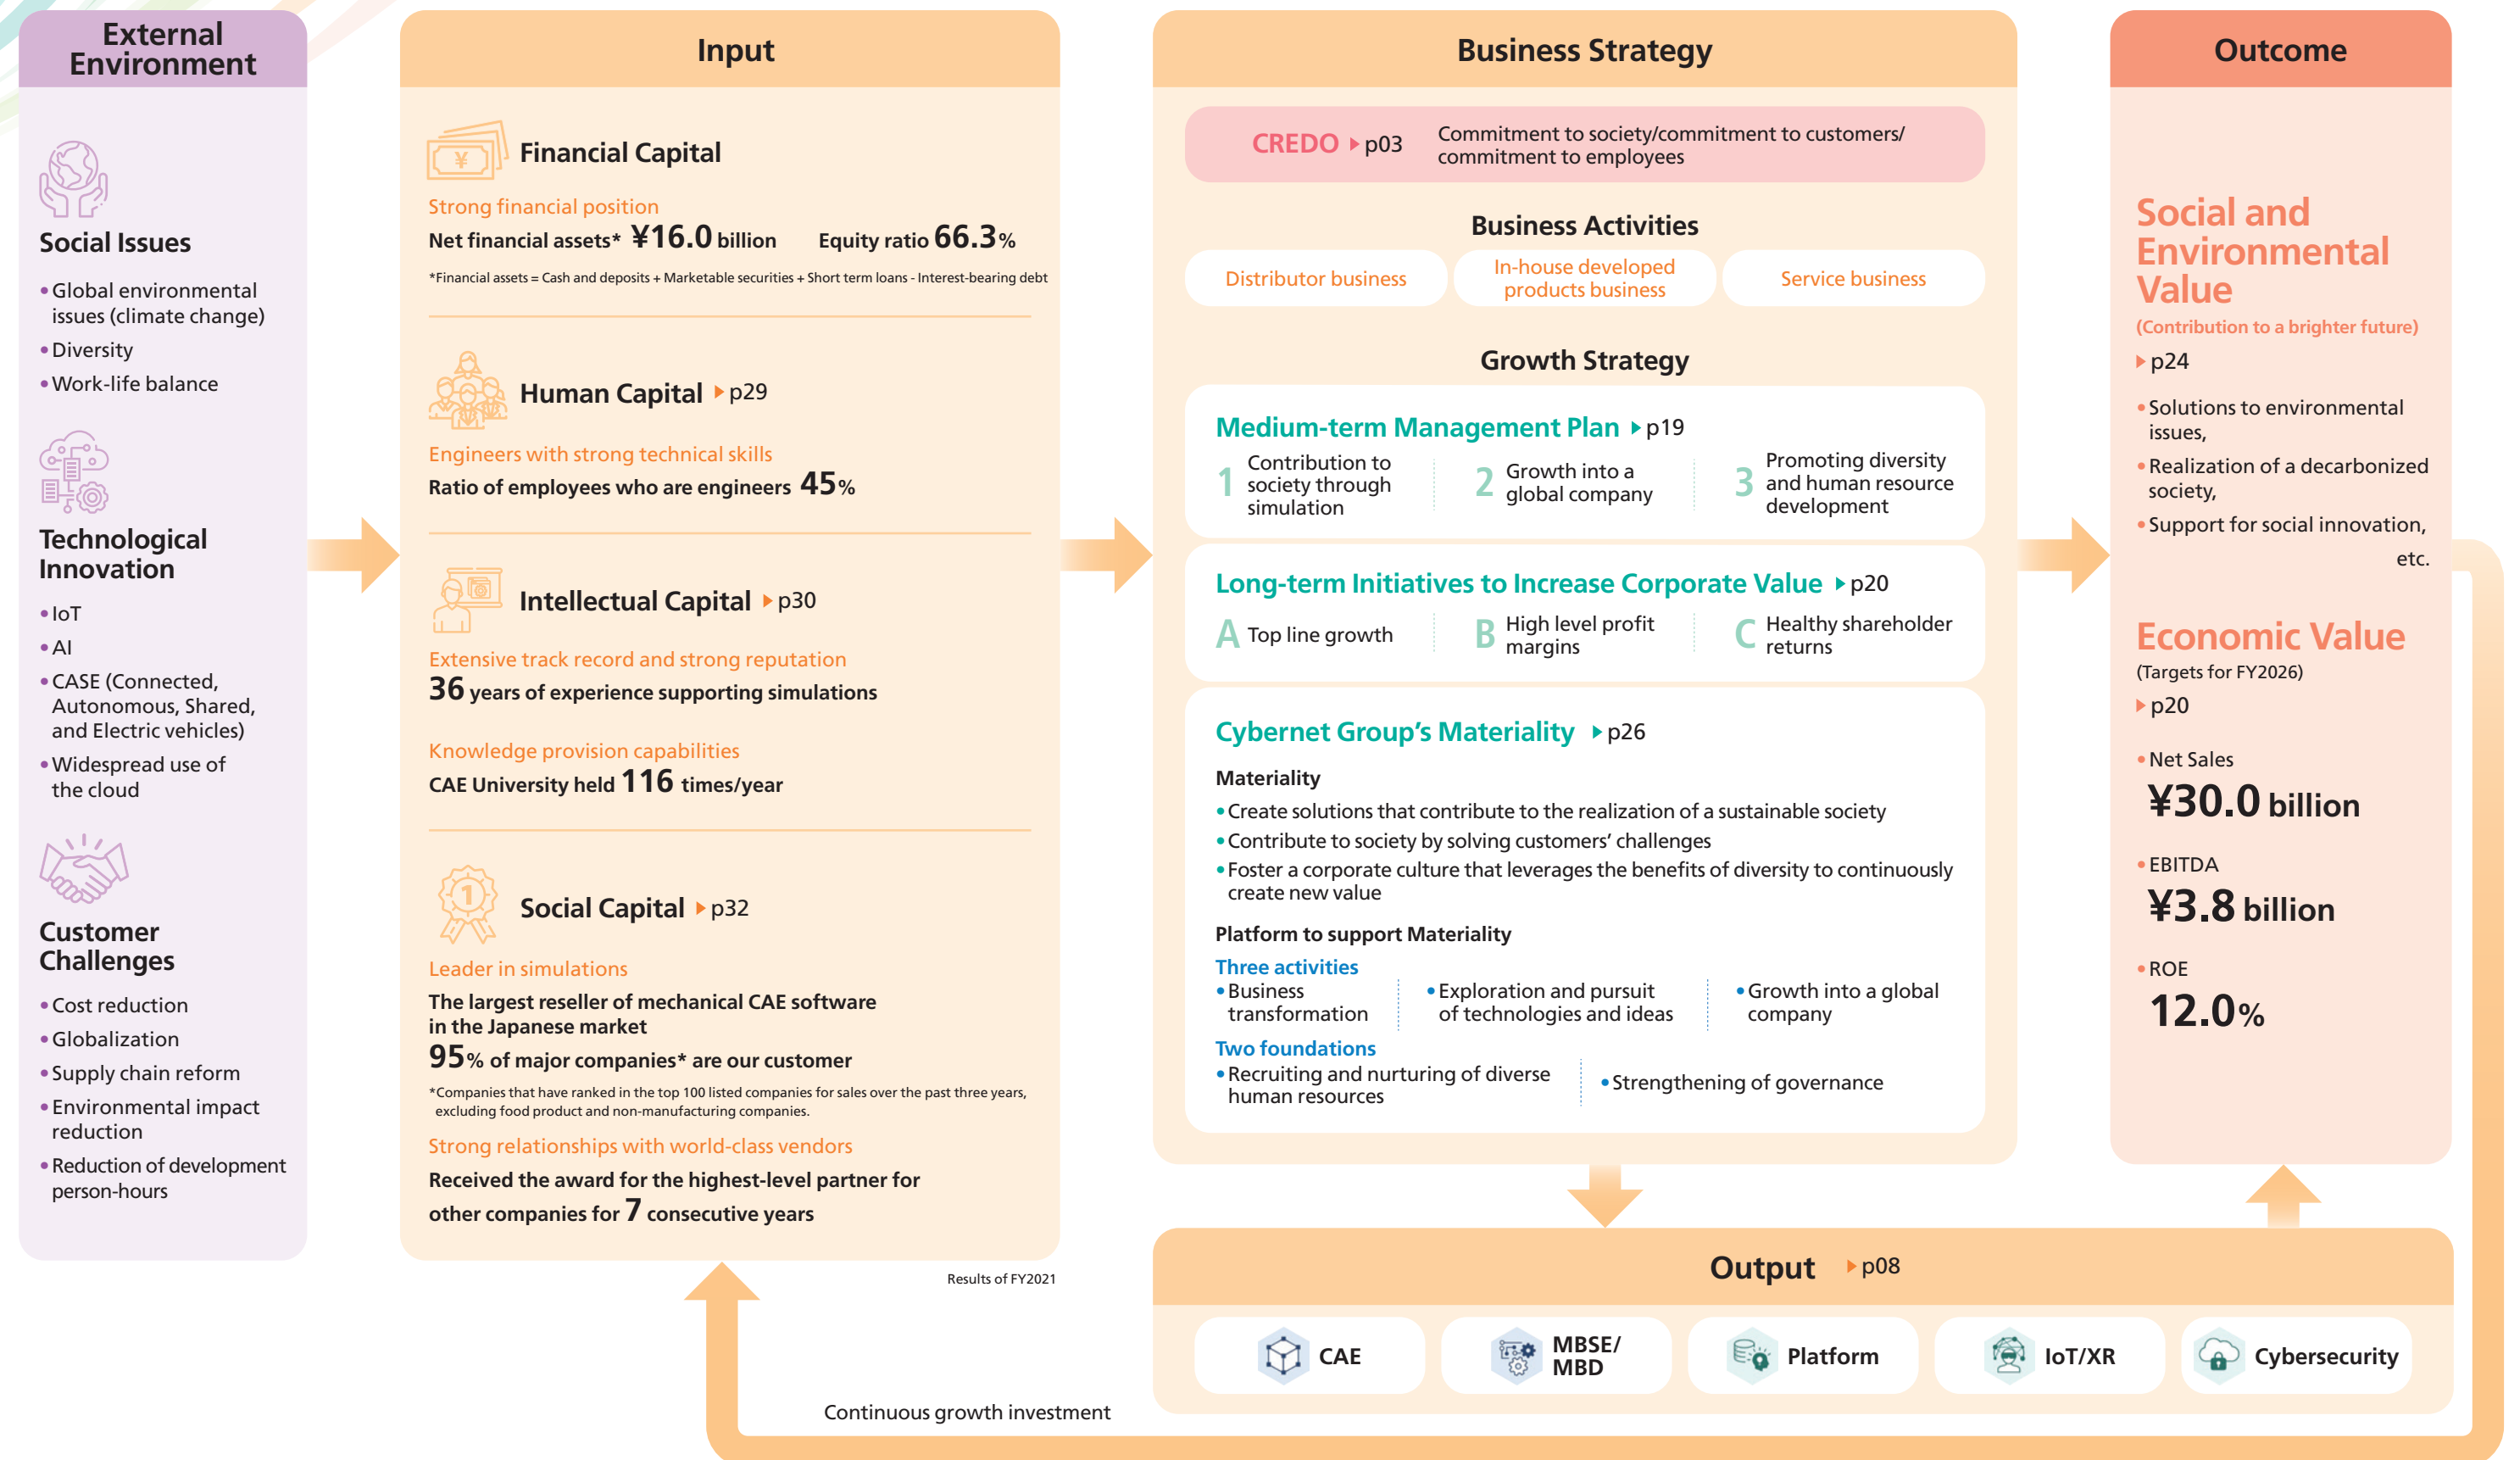 External
Environment
Social Issues
•Global environmental
issues (climate change)
•Diversity
•Work-life balance
Technological
Innovation
•IoT
•AI
•CASE (Connected,
Autonomous, Shared,
and Electric vehicles)
•Widespread use of
the cloud
Customer
Challenges
•Cost reduction
•Globalization
•Supply chain reform
•Environmental impact
reduction
•Reduction of development
person-hours
Input
¥
Financial Capital
Strong financial position
Net financial assets* ¥16.0 billion Equity ratio 66.3%
*Financial assets = Cash and deposits + Marketable securities + Short term loans - Interest-bearing debt
Human Capital ▶p29
Engineers with strong technical skills
Ratio of employees who are engineers 45%
Intellectual Capital ▶p30
Extensive track record and strong reputation
36 years of experience supporting simulations
Knowledge provision capabilities
CAE University held 116 times/year
1
Social Capital ▶p32
Leader in simulations
The largest reseller of mechanical CAE software
in the Japanese market
95% of major companies* are our customer
*Companies that have ranked in the top 100 listed companies for sales over the past three years,
excluding food product and non-manufacturing companies.
Strong relationships with world-class vendors
Received the award for the highest-level partner for
other companies for 7 consecutive years
Results of FY2021
Business Strategy
CREDO ▶p03
Commitment to society/commitment to customers/
commitment to employees
Business Activities
Distributor business
In-house developed
products business
Service business
Growth Strategy
Medium-term Management Plan ▶p19
1 Contribution to
society through
simulation
2 Growth into a
global company
3 Promoting diversity
and human resource
development
Long-term Initiatives to Increase Corporate Value ▶p20
A Top line growth
B High level profit
margins
C Healthy shareholder
returns
Cybernet Group’s Materiality ▶p26
Materiality
•Create solutions that contribute to the realization of a sustainable society
•Contribute to society by solving customers’ challenges
•Foster a corporate culture that leverages the benefits of diversity to continuously
create new value
Platform to support Materiality
Three activities
•Business
transformation
•Exploration and pursuit
of technologies and ideas
•Growth into a global
company
Two foundations
•Recruiting and nurturing of diverse
human resources
•Strengthening of governance
Outcome
Social and
Environmental
Value
(Contribution to a brighter future)
▶p24
•Solutions to environmental
issues,
•Realization of a decarbonized
society,
•Support for social innovation,
etc.
Economic Value
(Targets for FY2026)
▶p20
•Net Sales
¥30.0 billion
•EBITDA
¥3.8 billion
•ROE
12.0%
Output ▶p08
CAE
MBSE/
MBD
Platform
IoT/XR
Cybersecurity
Continuous growth investment